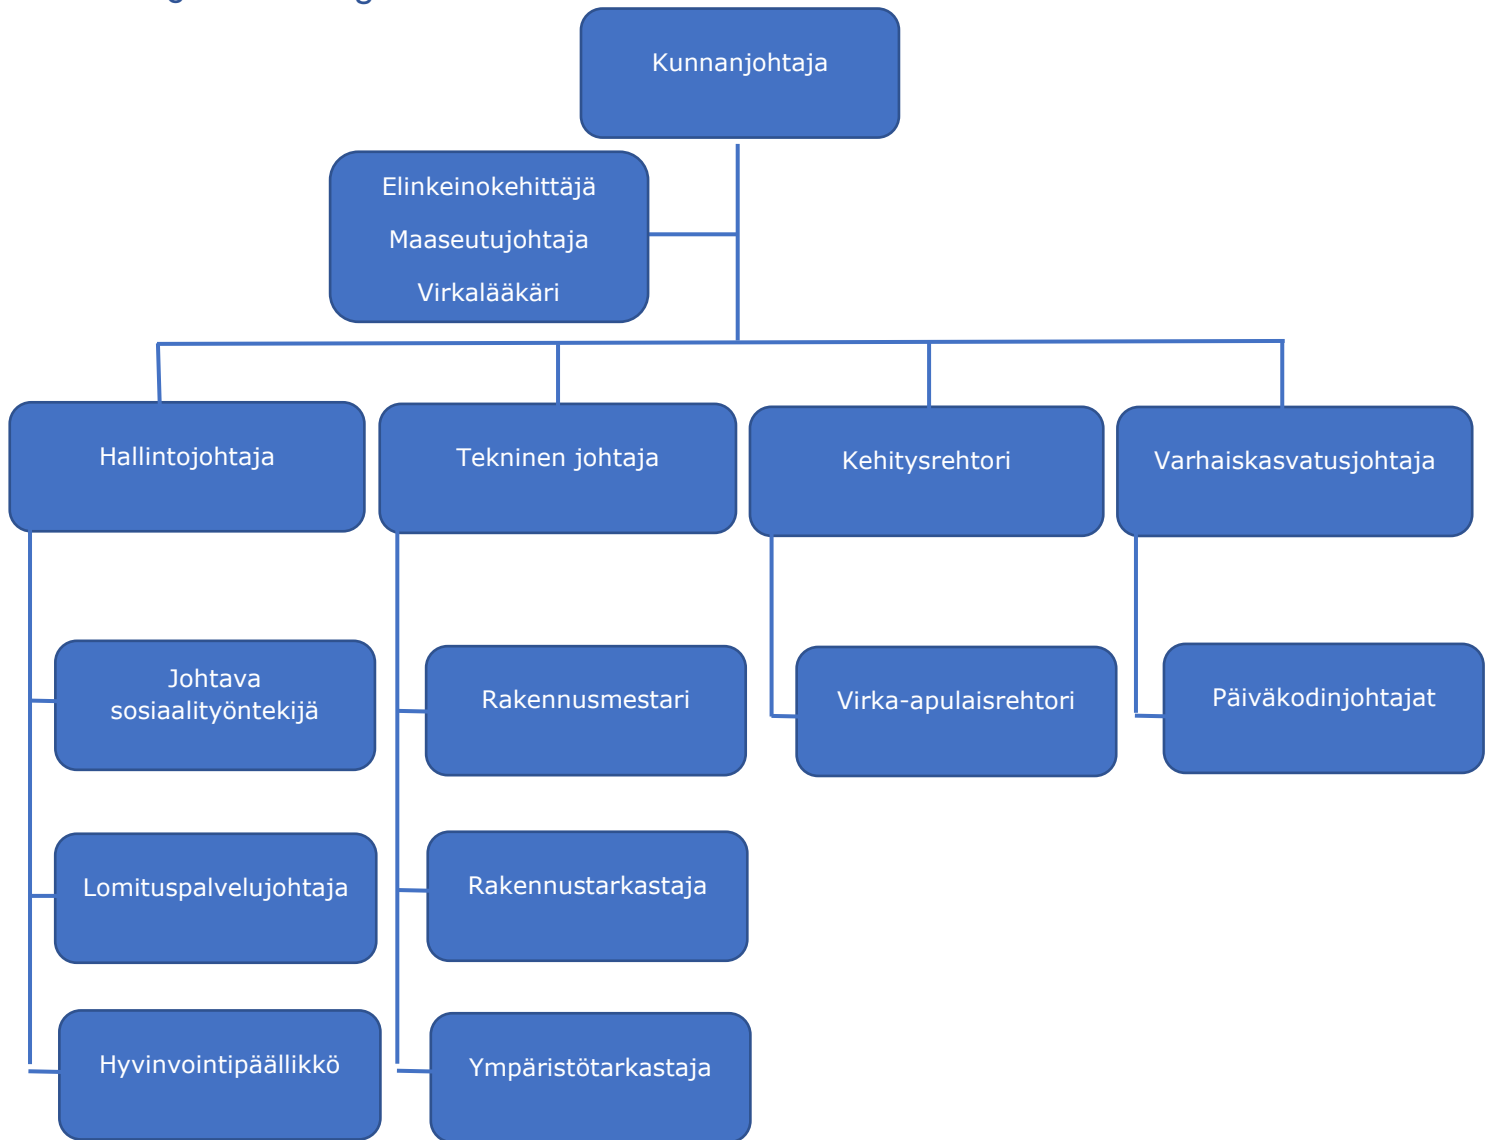 Kunnanjohtaja
Elinkeinokehittäjä
Maaseutujohtaja
Virkalääkäri
Hallintojohtaja
Tekninen johtaja
Kehitysrehtori
Varhaiskasvatusjohtaja
Johtava
sosiaalityöntekijä
Rakennusmestari
Virka-apulaisrehtori
Päiväkodinjohtajat
Lomituspalvelujohtaja
Rakennustarkastaja
Hyvinvointipäällikkö
Ympäristötarkastaja